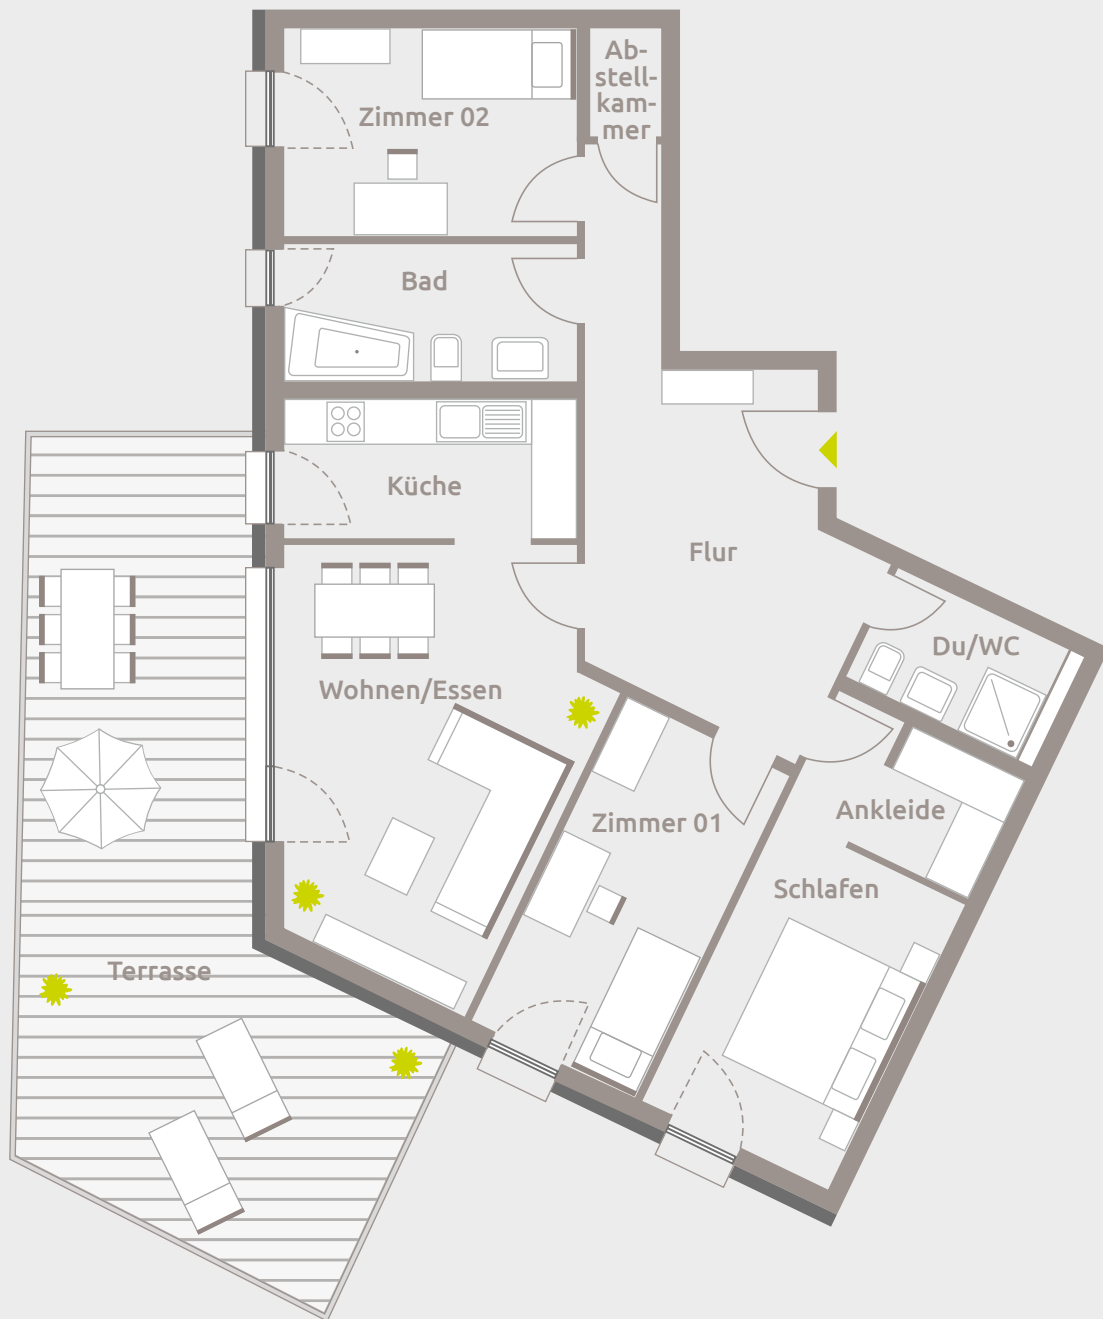 Ab-
stell-
kam-
mer
Zimmer 02
Bad
Küche
Flur
Du/WC
Wohnen/Essen
Ankleide
Zimmer 01
Schlafen
Terrasse